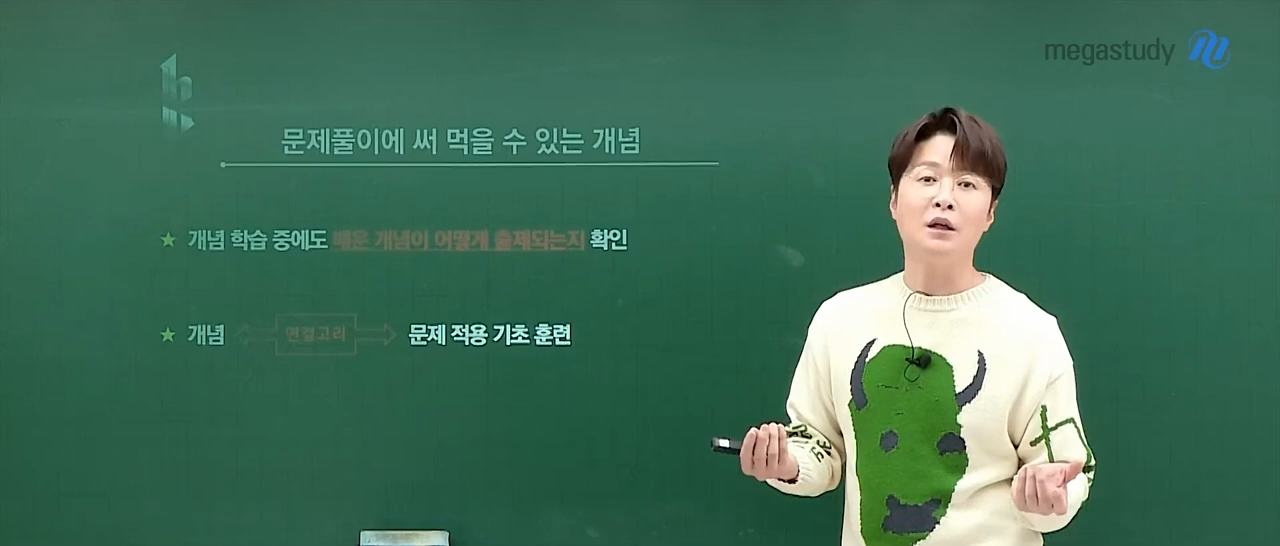 megastudy
문제풀이에 써 먹을 수 있는 개념
★ 개념 학습 중에도 배운 개념이 어떻게 출제되는지 확인
★ 개념 연결고리 문제 적용 기초 훈련